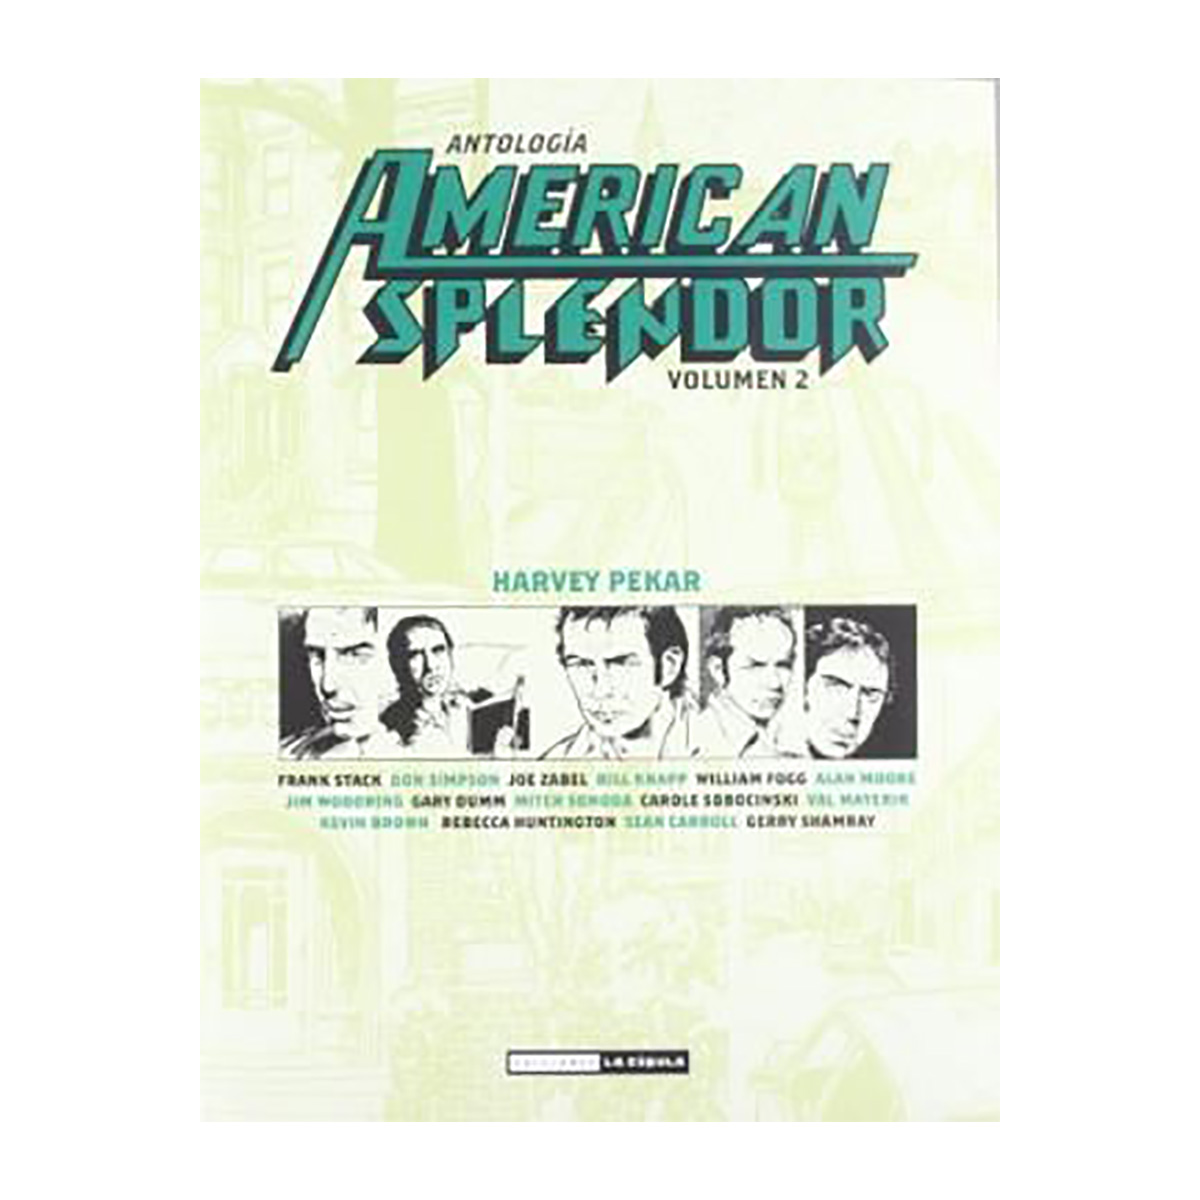 ANTOLOGÍA
AMERICAN
SPLENDOR
VOLUMEN 2
HARVEY PEKAR
FRANK STACK DON SIMPSON JOE ZABEL BILL KNAPP WILLIAM FOGG ALAN MOORE
JIM WOODRING GARY DUMM MITCH SONODA CAROLE SOBOCINSKI VAL MAYERIK
KEVIN BROWN REBECCA HUNTINGTON SEAN CARROLL GERRY SHAMRAY
EDICIONES LA CÚPULA